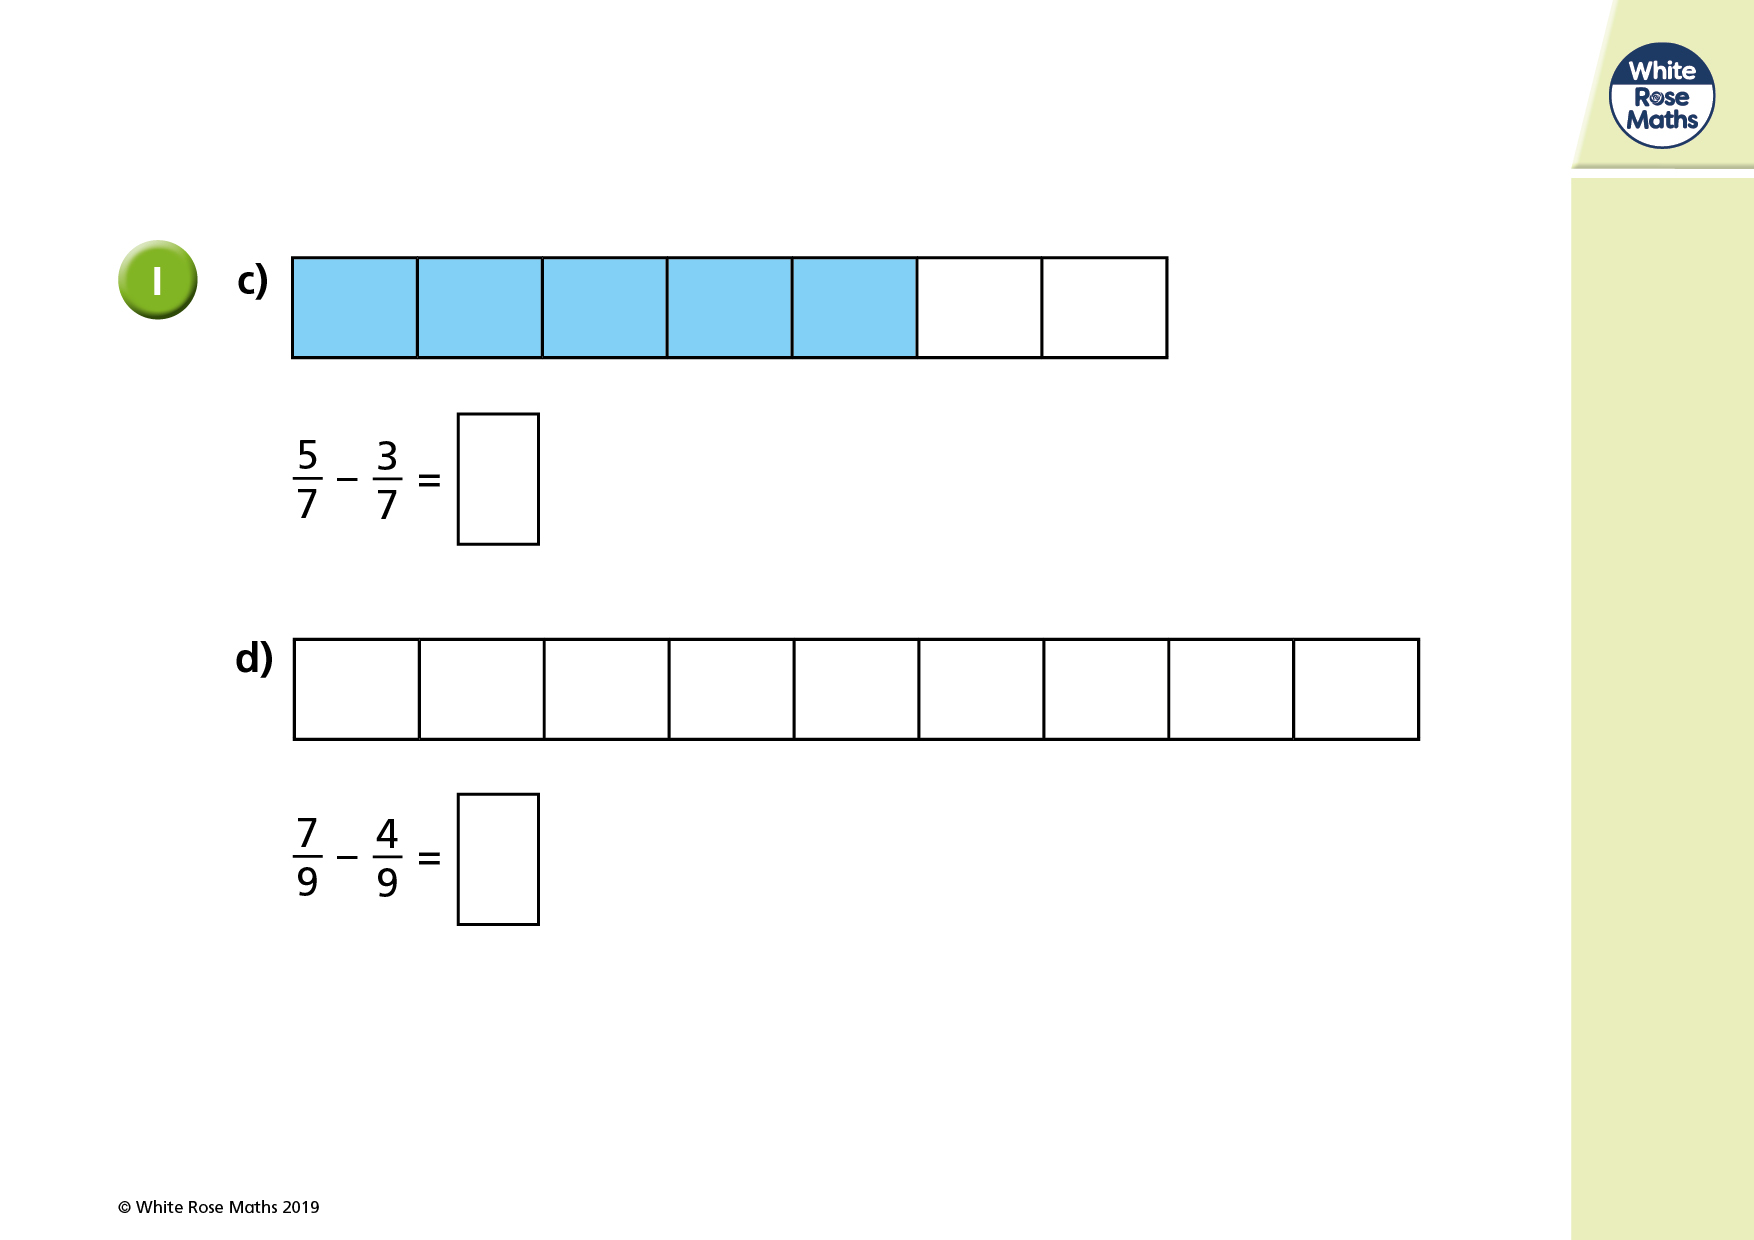 White
Rose
Maths
1 c)
5/7 − 3/7 =
d)
7/9 − 4/9 =
© White Rose Maths 2019